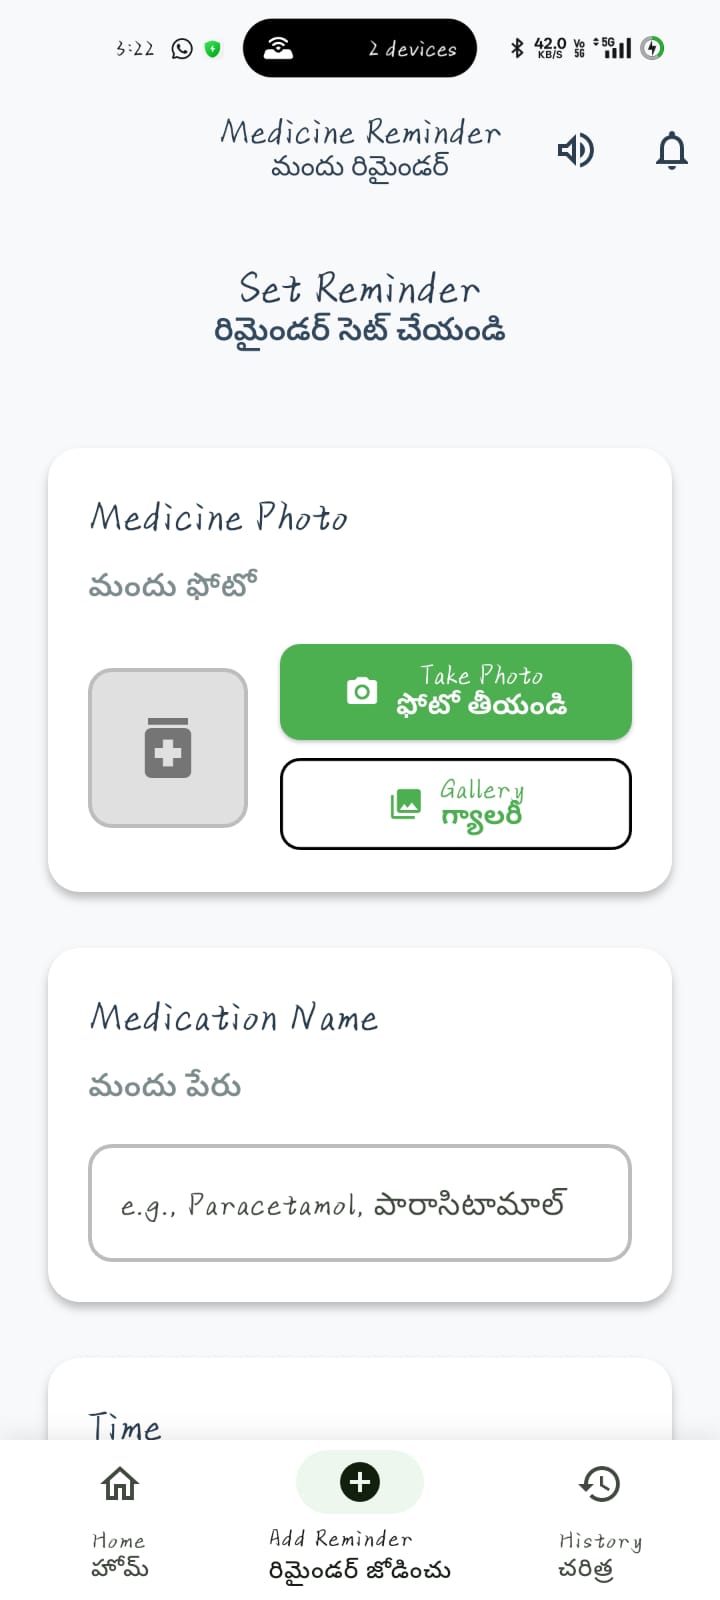 3:22
2 devices
42.0 KB/S
Vo 5G
5G
Medicine Reminder
మందు రిమైండర్
Set Reminder
రిమైండర్ సెట్ చేయండి
Medicine Photo
మందు ఫోటో
Take Photo
ఫోటో తీయండి
Gallery
గ్యాలరీ
Medication Name
మందు పేరు
e.g., Paracetamol, పారాసిటామాల్
Time
Home
హోమ్
Add Reminder
రిమైండర్ జోడించు
History
చరిత్ర